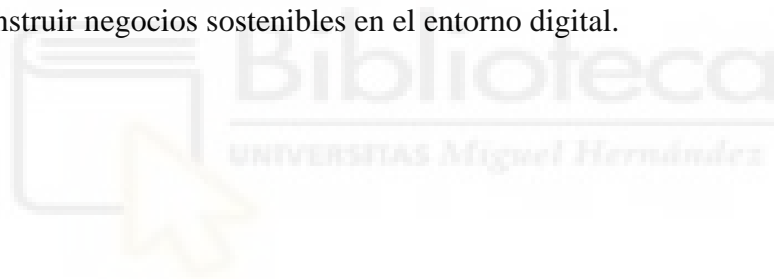 nstruir negocios sostenibles en el entorno digital.
Biblioteca
UNIVERSITAS Miguel Hernández